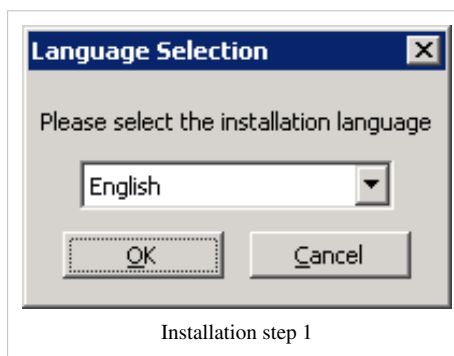 Language Selection
Please select the installation language
English
OK
Cancel
Installation step 1